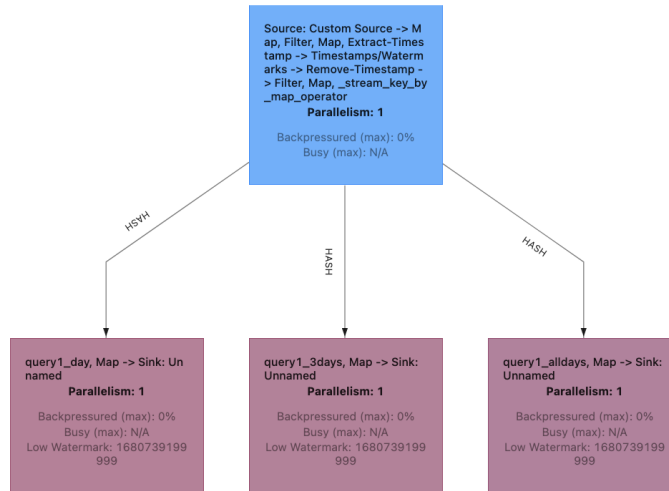 Source: Custom Source -> M
ap, Filter, Map, Extract-Times
tamp -> Timestamps/Waterm
arks -> Remove-Timestamp -
> Filter, Map, _stream_key_by
_map_operator
Parallelism: 1
Backpressured (max): 0%
Busy (max): N/A
HASH
HASH
HASH
query1_day, Map -> Sink: Un
named
Parallelism: 1
Backpressured (max): 0%
Busy (max): N/A
Low Watermark: 1680739199
999
query1_3days, Map -> Sink:
Unnamed
Parallelism: 1
Backpressured (max): 0%
Busy (max): N/A
Low Watermark: 1680739199
999
query1_alldays, Map -> Sink:
Unnamed
Parallelism: 1
Backpressured (max): 0%
Busy (max): N/A
Low Watermark: 1680739199
999